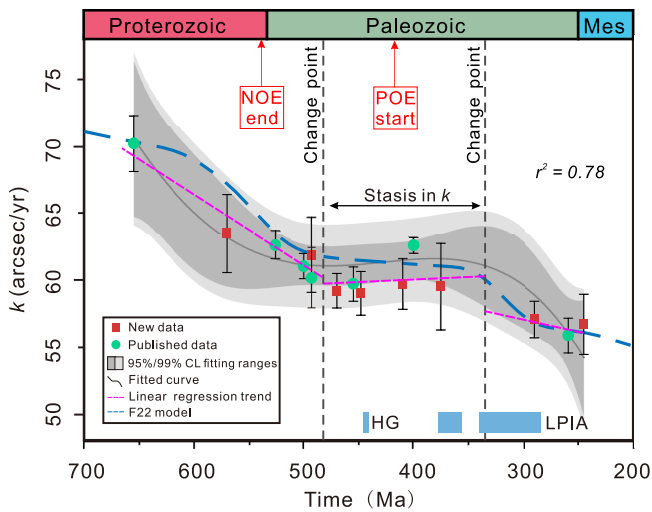 Proterozoic
Paleozoic
Mes
NOE
end
Change point
POE
start
Change point
r² = 0.78
Stasis in k
75
70
65
60
55
50
k (arcsec/yr)
New data
Published data
95%/99% CL fitting ranges
Fitted curve
Linear regression trend
F22 model
HG
LPIA
700
600
500
400
300
200
Time (Ma)